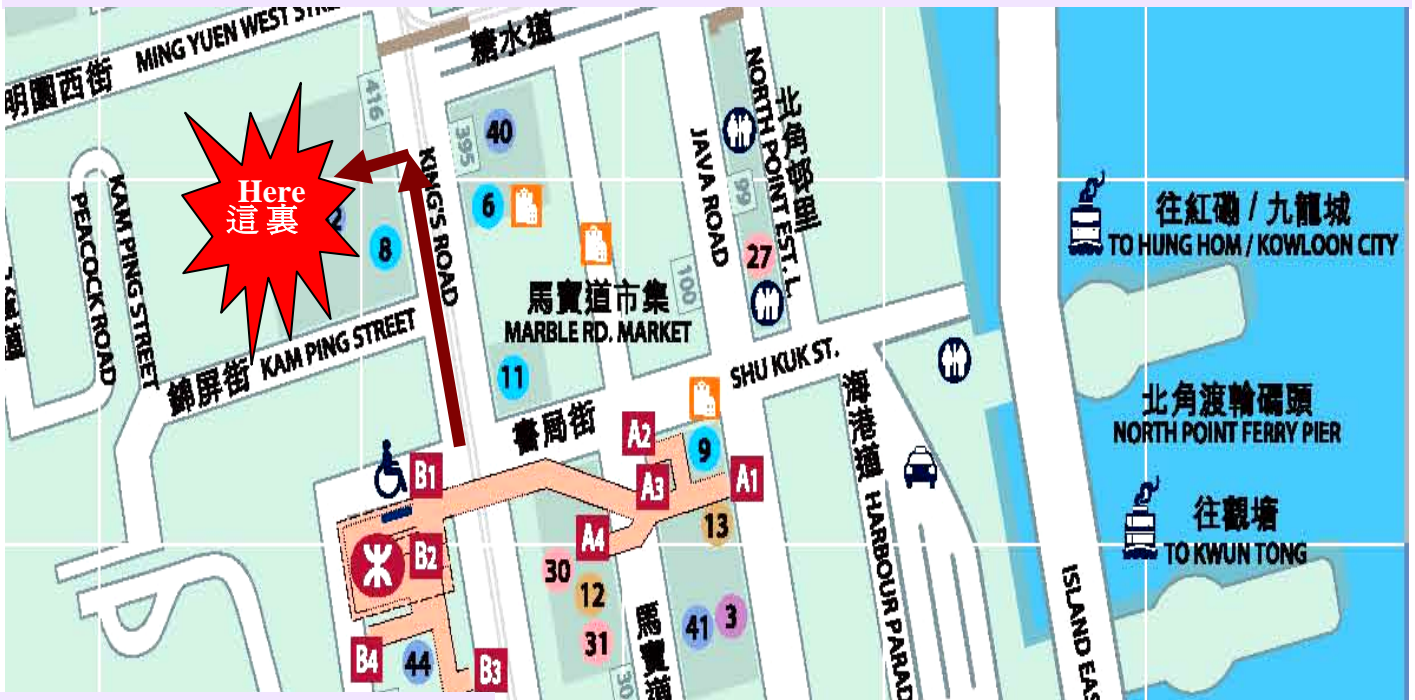 MING YUEN WEST STRE
明園西街
糖水道
416
395
40
Here
這裏
2
8
6
KING'S ROAD
KAM PING STREET
PEACOCK ROAD
錦屏街 KAM PING STREET
馬寶道市集
MARBLE RD. MARKET
11
100
JAVA ROAD
99
27
NORTH POINT EST. L.
北角邨里
書局街
SHU KUK ST.
往紅磡 / 九龍城
TO HUNG HOM / KOWLOON CITY
北角渡輪碼頭
NORTH POINT FERRY PIER
往觀塘
TO KWUN TONG
海港道 HARBOUR PARAD
ISLAND EAS
A2
9
A1
A3
A4
13
B1
B2
30
12
31
41
3
馬寶道
30
B4
44
B3